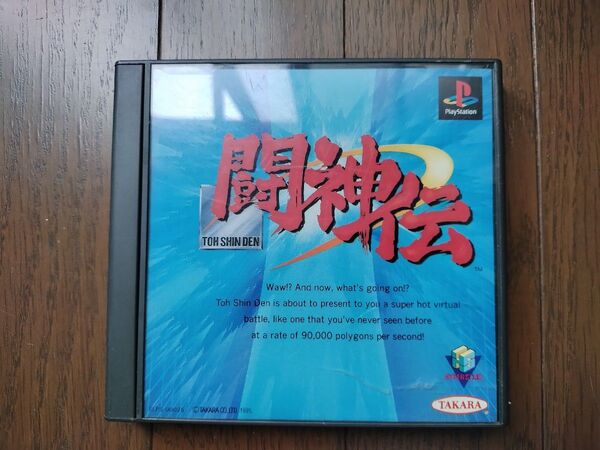 PlayStation
闘神伝
TOH SHIN DEN
TM
Waw!? And now, what's going on!?
Toh Shin Den is about to present to you a super hot virtual
battle, like one that you've never seen before
at a rate of 90,000 polygons per second!
TAKARA
© TAKARA CO., LTD. 1995